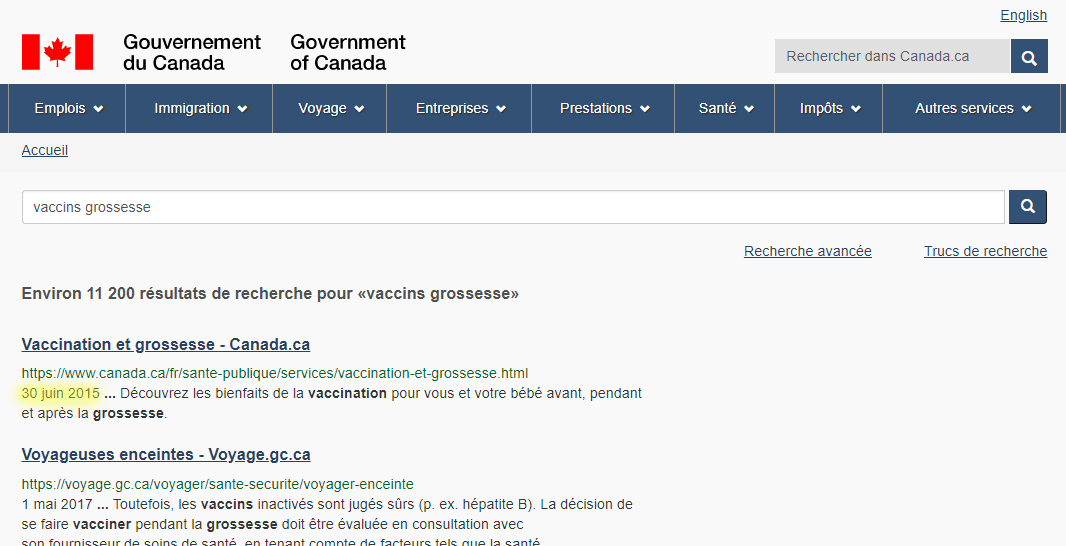 English
Gouvernement du Canada
Government of Canada
Rechercher dans Canada.ca
Emplois Immigration Voyage Entreprises Prestations Santé Impôts Autres services
Accueil
vaccins grossesse
Recherche avancée Trucs de recherche
Environ 11 200 résultats de recherche pour «vaccins grossesse»
Vaccination et grossesse - Canada.ca
https://www.canada.ca/fr/sante-publique/services/vaccination-et-grossesse.html
30 juin 2015 ... Découvrez les bienfaits de la vaccination pour vous et votre bébé avant, pendant
et après la grossesse.
Voyageuses enceintes - Voyage.gc.ca
https://voyage.gc.ca/voyager/sante-securite/voyager-enceinte
1 mai 2017 ... Toutefois, les vaccins inactivés sont jugés sûrs (p. ex. hépatite B). La décision de
se faire vacciner pendant la grossesse doit être évaluée en consultation avec
son fournisseur de soins de santé, en tenant compte de facteurs tels que la santé